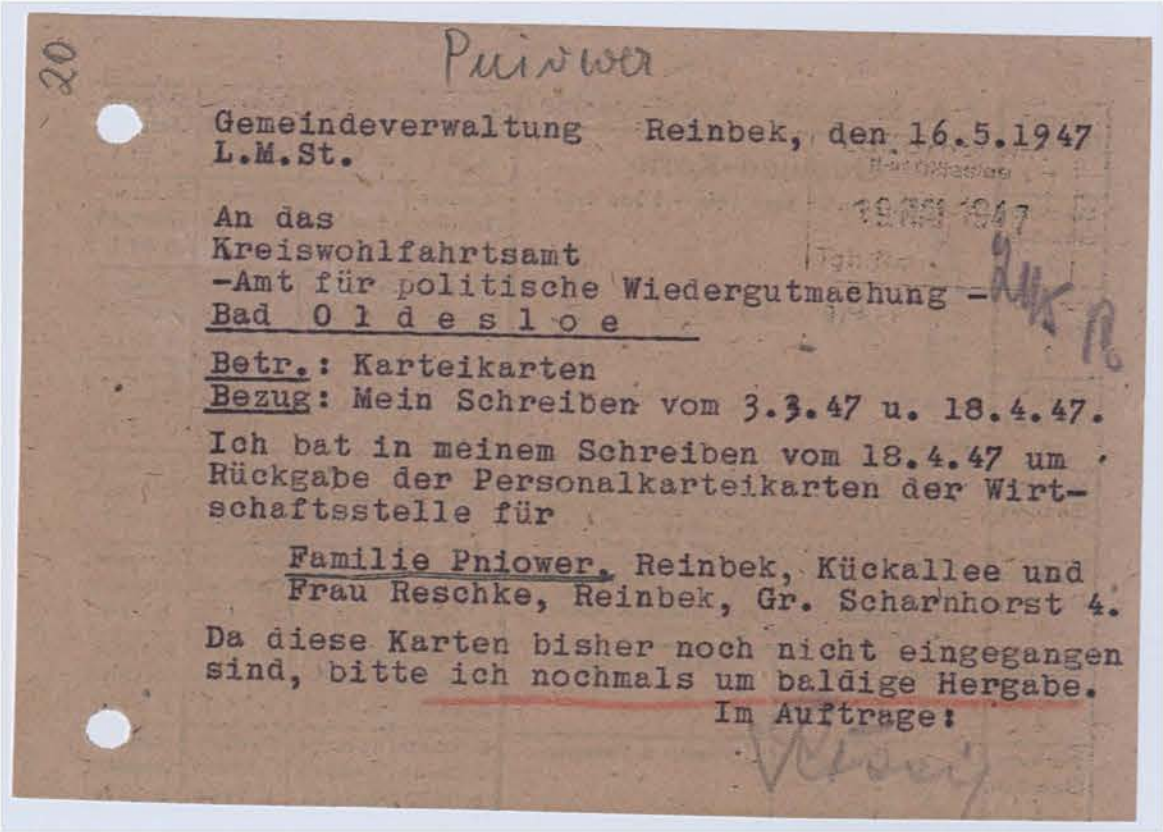 20
Pniower
Gemeindeverwaltung Reinbek, den 16.5.1947
L.M.St.
19 MAI 1947
An das
Kreiswohlfahrtsamt
-Amt für politische Wiedergutmachung -
Bad O l d e s l o e
Betr.: Karteikarten
Bezug: Mein Schreiben vom 3.3.47 u. 18.4.47.
Ich bat in meinem Schreiben vom 18.4.47 um
Rückgabe der Personalkarteikarten der Wirt-
schaftsstelle für
Familie Pniower, Reinbek, Kückallee und
Frau Reschke, Reinbek, Gr. Scharnhorst 4.
Da diese Karten bisher noch nicht eingegangen
sind, bitte ich nochmals um baldige Hergabe.
Im Auftrage: